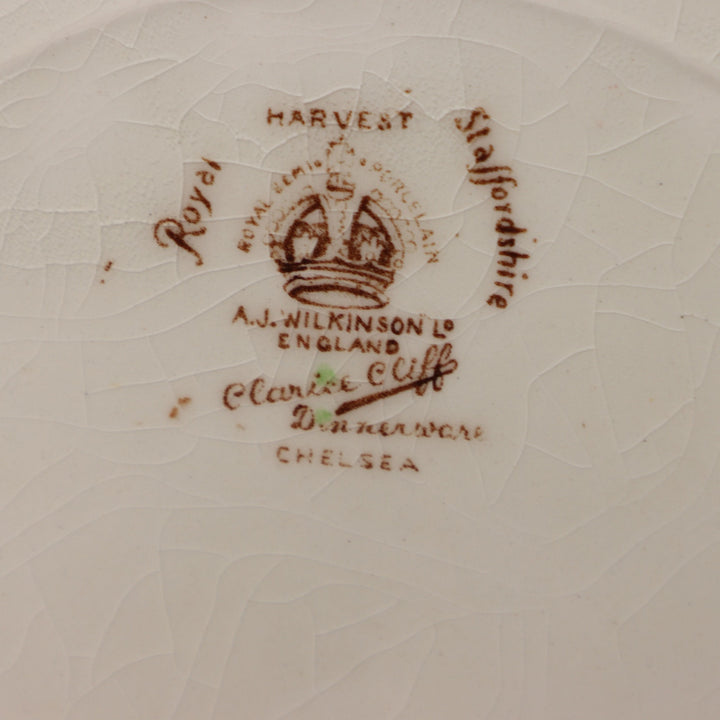 HARVEST
Royal Staffordshire
ROYAL SEMI PORCELAIN
A.J. WILKINSON Lᴰ
ENGLAND
Clarice Cliff
Dinnerware
CHELSEA